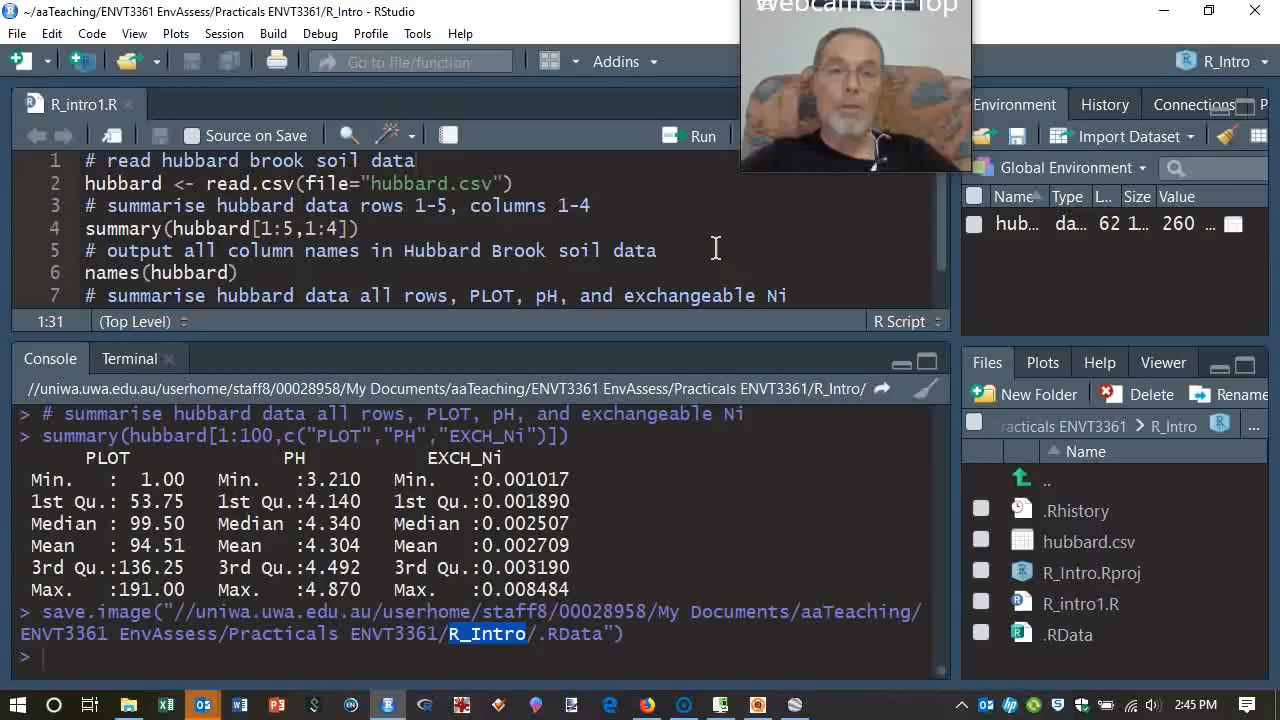 ~/aaTeaching/ENVT3361 EnvAssess/Practicals ENVT3361/R_Intro - RStudio
Webcam On Top
File Edit Code View Plots Session Build Debug Profile Tools Help
Go to file/function Addins R_Intro
R_intro1.R
Source on Save Run
1 # read hubbard brook soil data
2 hubbard <- read.csv(file="hubbard.csv")
3 # summarise hubbard data rows 1-5, columns 1-4
4 summary(hubbard[1:5,1:4])
5 # output all column names in Hubbard Brook soil data
6 names(hubbard)
7 # summarise hubbard data all rows, PLOT, pH, and exchangeable Ni
1:31 (Top Level) R Script
Environment History Connections P
Import Dataset
Global Environment
Name Type L... Size Value
hub... da... 62 1... 260 ...
Console Terminal
//uniwa.uwa.edu.au/userhome/staff8/00028958/My Documents/aaTeaching/ENVT3361 EnvAssess/Practicals ENVT3361/R_Intro/
> # summarise hubbard data all rows, PLOT, pH, and exchangeable Ni
> summary(hubbard[1:100,c("PLOT","PH","EXCH_Ni")])
PLOT PH EXCH_Ni
Min. : 1.00 Min. :3.210 Min. :0.001017
1st Qu.: 53.75 1st Qu.:4.140 1st Qu.:0.001890
Median : 99.50 Median :4.340 Median :0.002507
Mean : 94.51 Mean :4.304 Mean :0.002709
3rd Qu.:136.25 3rd Qu.:4.492 3rd Qu.:0.003190
Max. :191.00 Max. :4.870 Max. :0.008484
> save.image("//uniwa.uwa.edu.au/userhome/staff8/00028958/My Documents/aaTeaching/
ENVT3361 EnvAssess/Practicals ENVT3361/R_Intro/.RData")
>
Files Plots Help Viewer
New Folder Delete Rename
racticals ENVT3361 > R_Intro ...
Name
..
.Rhistory
hubbard.csv
R_Intro.Rproj
R_intro1.R
.RData
2:45 PM